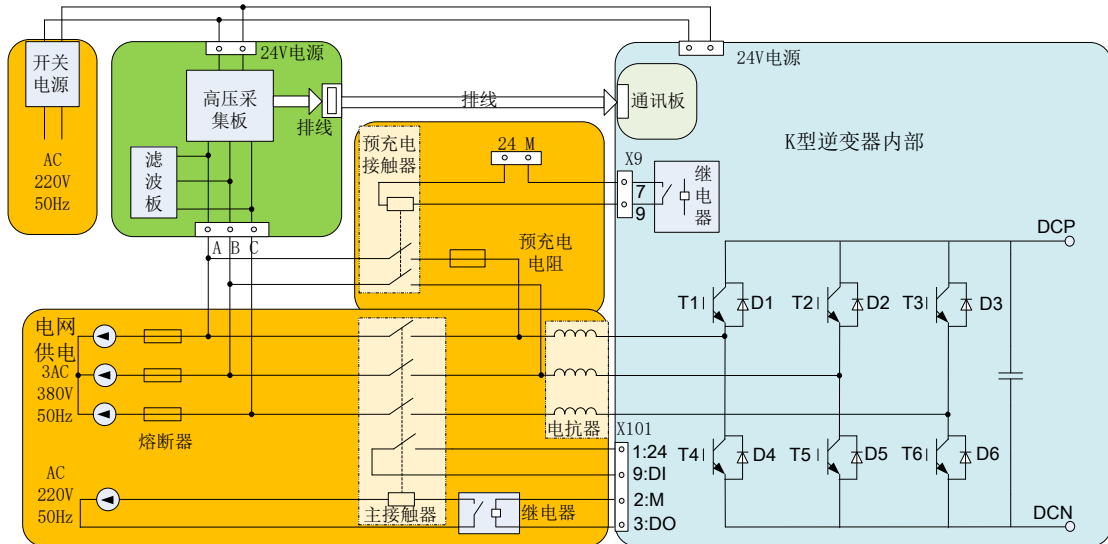 开关
电源
AC
220V
50Hz
24V电源
高压采
集板
排线
滤
波
板
A B C
排线
预充电
接触器
24 M
预充电
电阻
24V电源
通讯板
K型逆变器内部
X9
7
9
继
电
器
DCP
T1
D1
T2
D2
T3
D3
电网
供电
3AC
380V
50Hz
熔断器
电抗器
X101
1:24
9:DI
2:M
3:DO
T4
D4
T5
D5
T6
D6
AC
220V
50Hz
主接触器
继电器
DCN